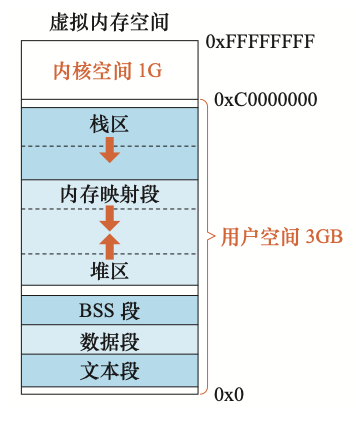 虚拟内存空间
0xFFFFFFFF
内核空间 1G
0xC0000000
栈区
内存映射段
用户空间 3GB
堆区
BSS 段
数据段
文本段
0x0